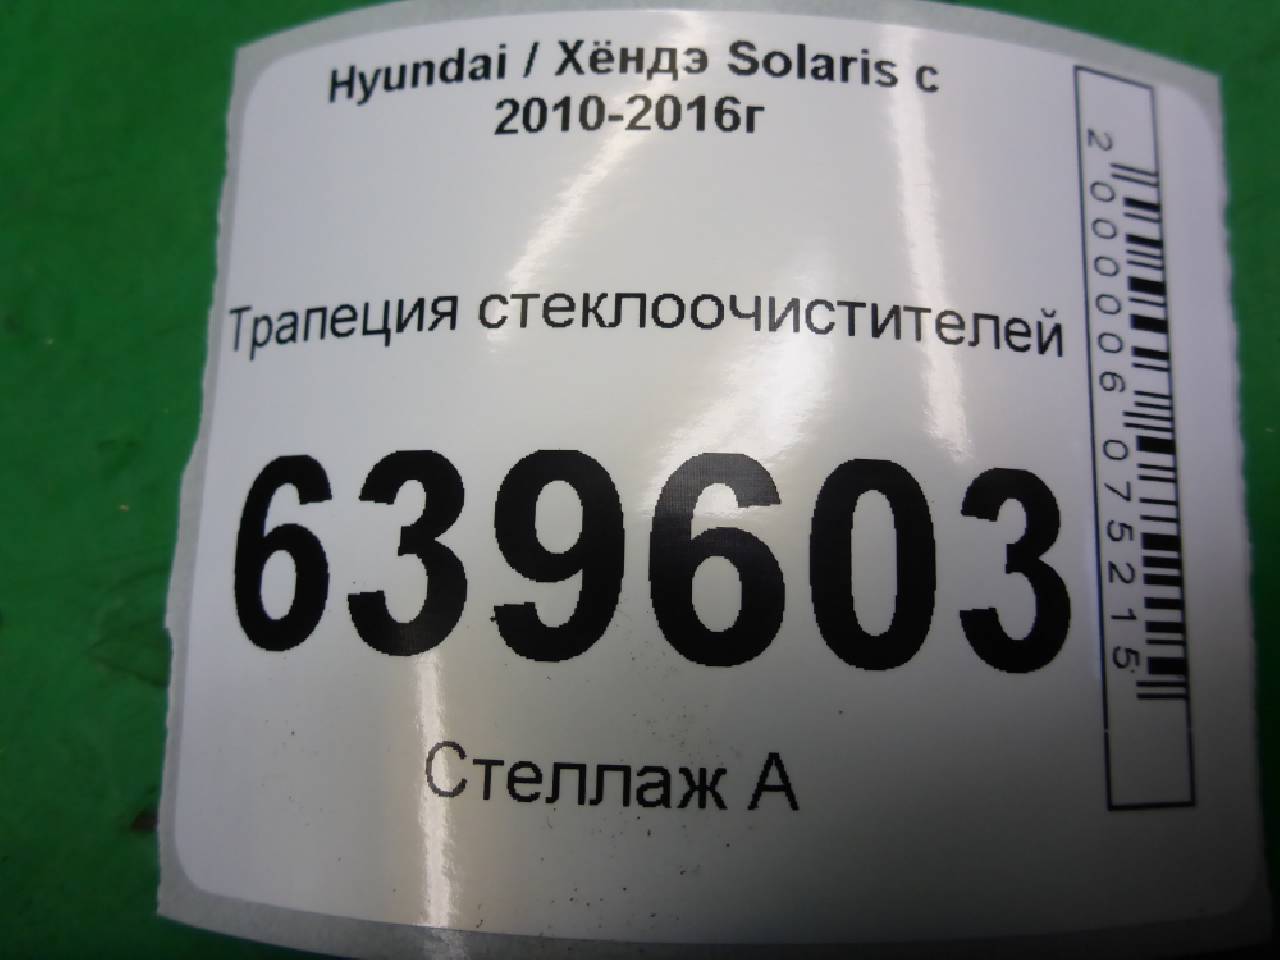 Hyundai / Хёндэ Solaris с
2010-2016г
Трапеция стеклоочистителей
639603
Стеллаж А
2000006075215